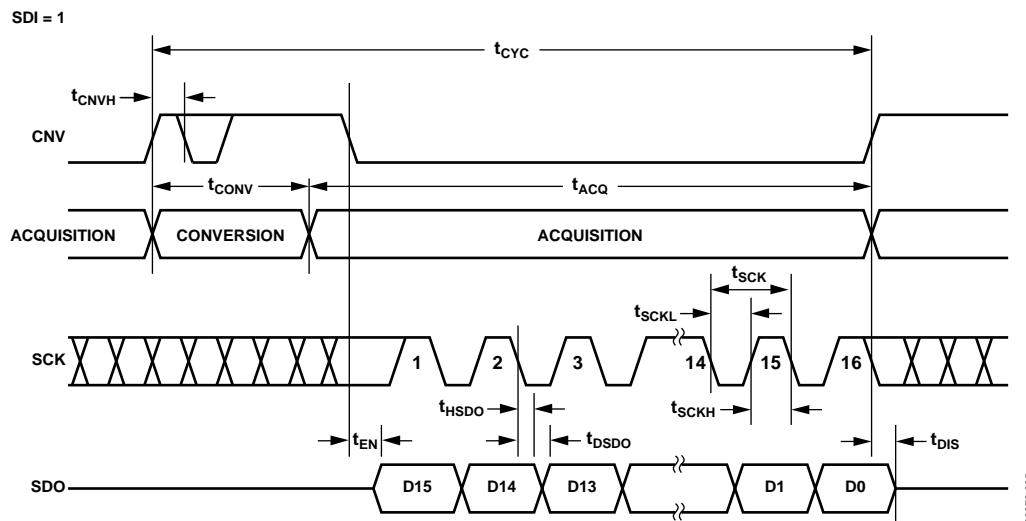 SDI = 1
tCYC
tCNVH
CNV
tCONV
tACQ
ACQUISITION
CONVERSION
ACQUISITION
tSCK
tSCKL
SCK
1
2
3
14
15
16
tHSDO
tSCKH
tEN
tDSDO
tDIS
SDO
D15
D14
D13
D1
D0